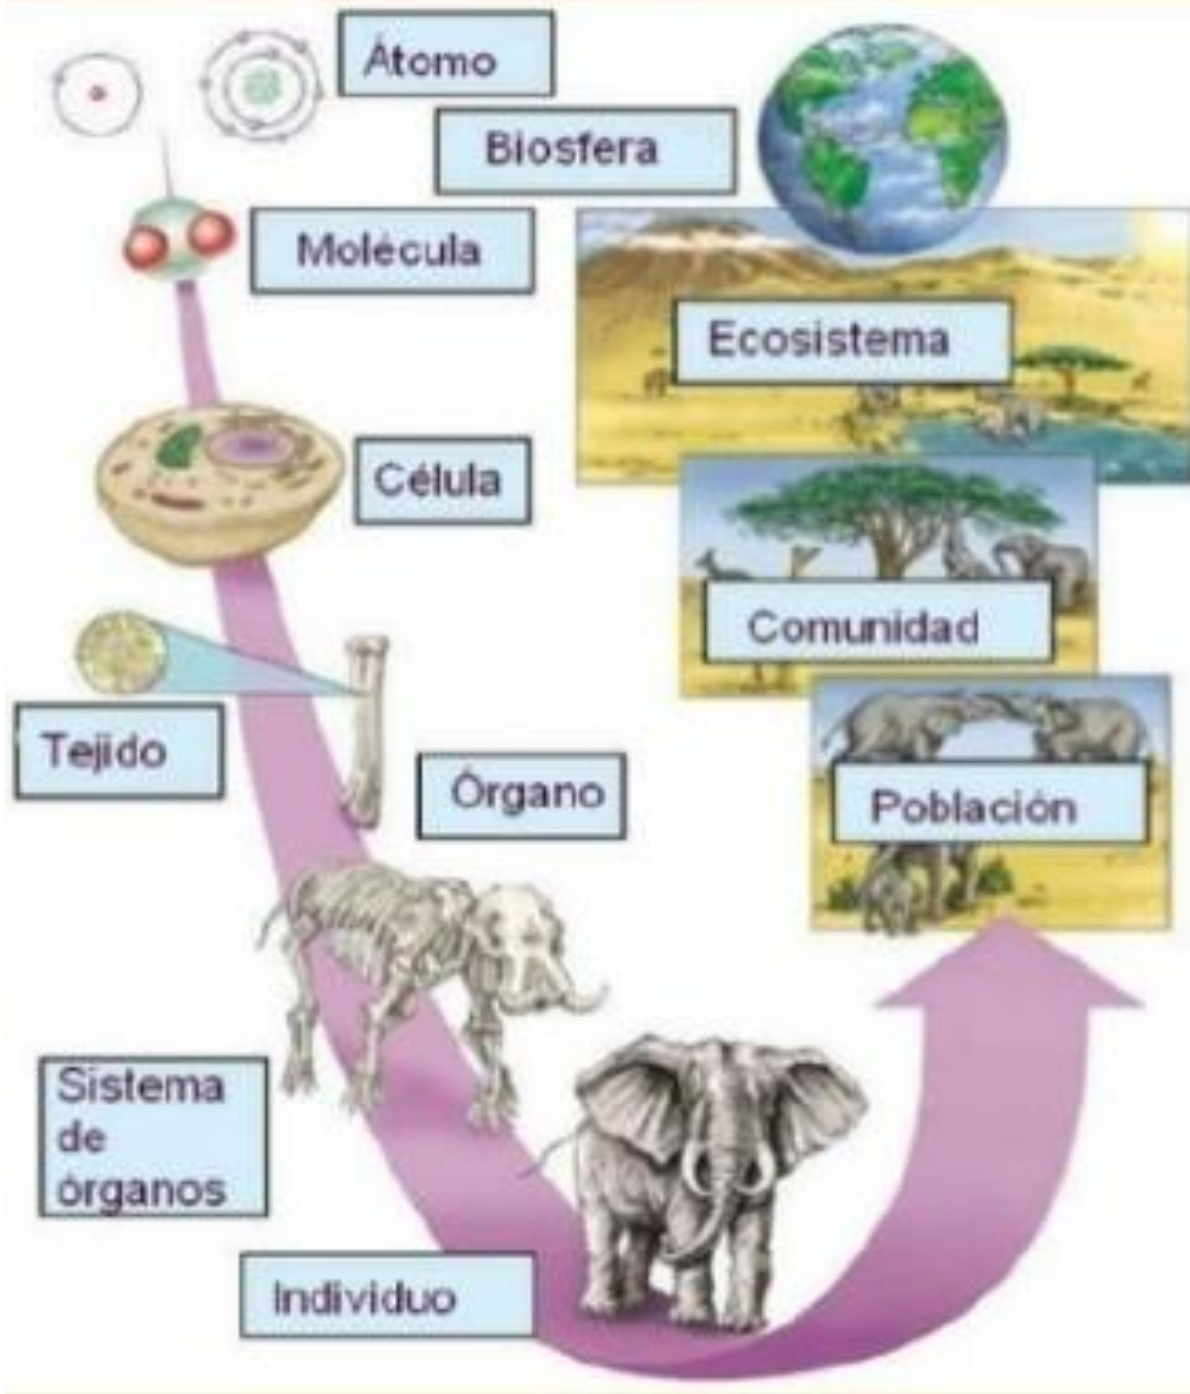 Átomo
Biosfera
Molécula
Ecosistema
Célula
Comunidad
Tejido
Órgano
Población
Sistema
de
órganos
Individuo